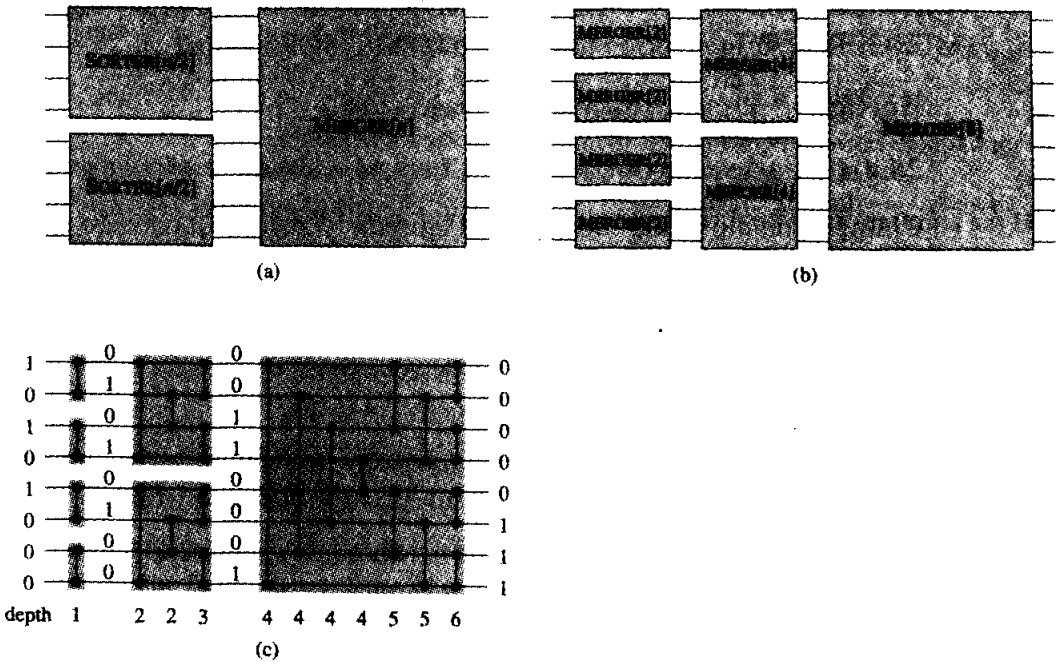 SORTER[n/2]
SORTER[n/2]
MERGER[n]
(a)
MERGER[2]
MERGER[2]
MERGER[2]
MERGER[2]
MERGER[4]
MERGER[4]
MERGER[8]
(b)
1 0 0 0
0 1 0 0
1 0 1 0
0 1 1 0
1 0 0 0
0 1 0 1
0 0 0 1
0 0 1 1
depth 1 2 2 3 4 4 4 4 5 5 6
(c)